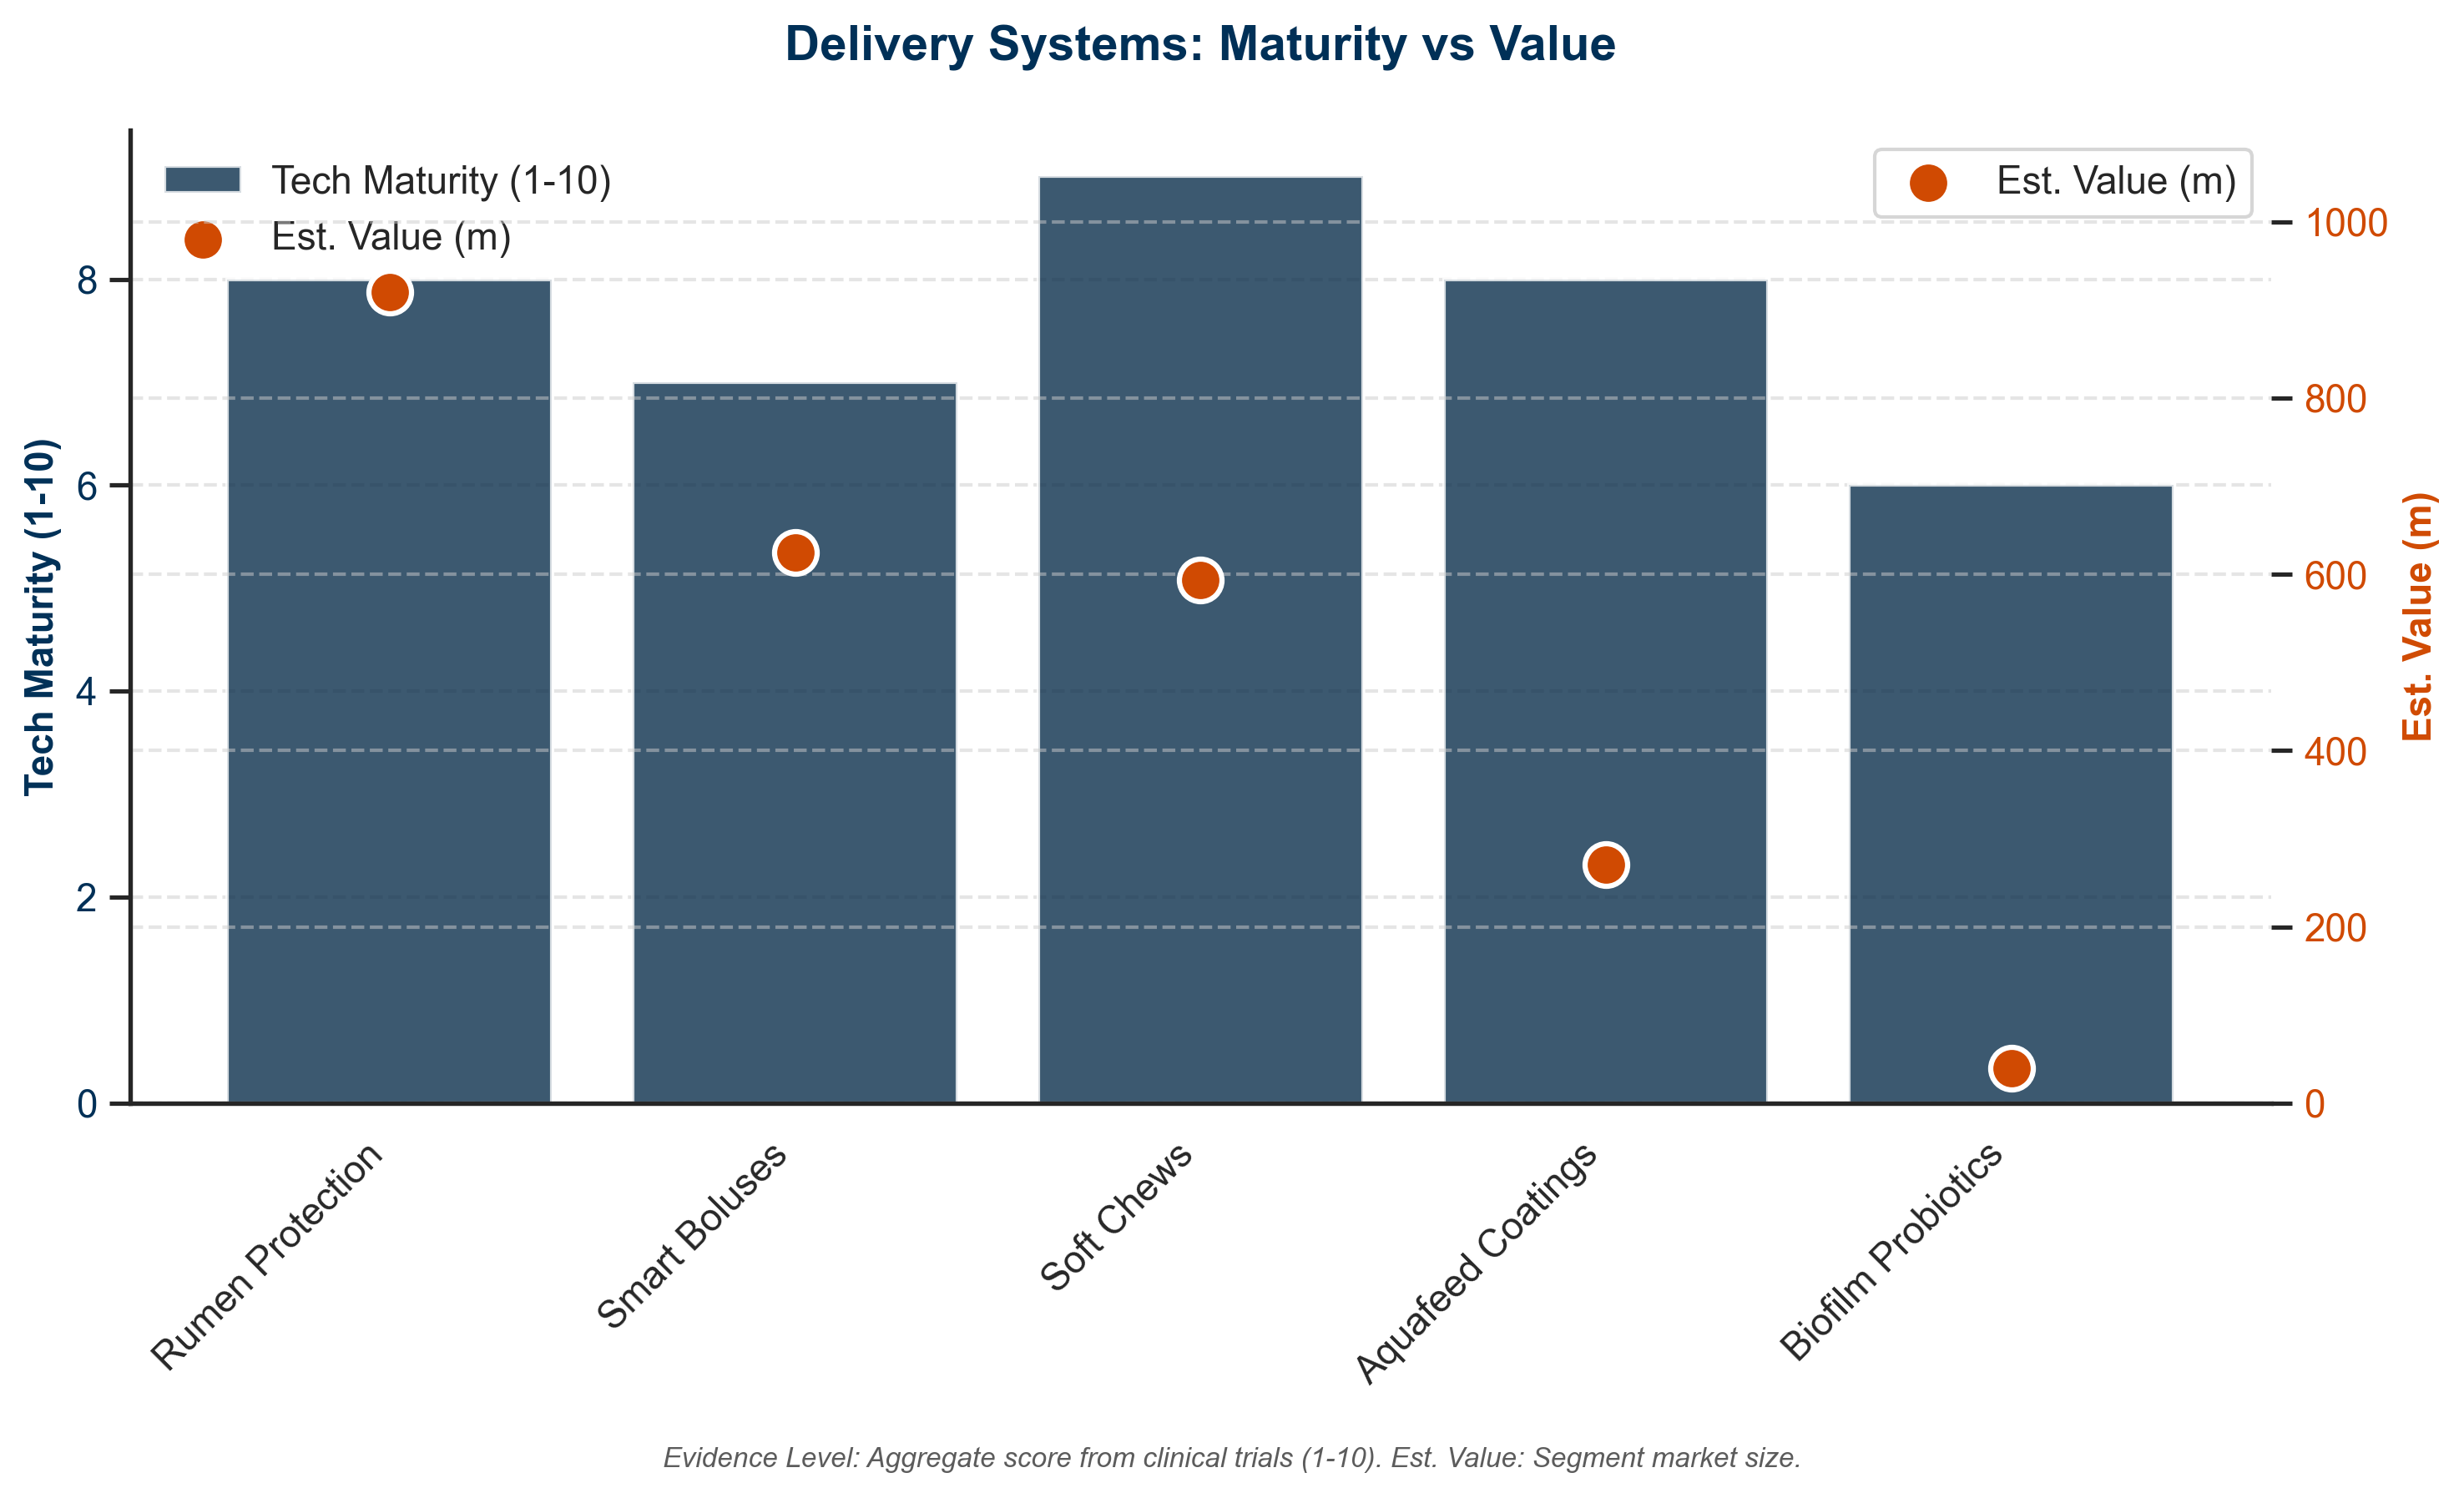 Delivery Systems: Maturity vs Value
Tech Maturity (1-10)
Est. Value (m)
Est. Value (m)
8
6
4
2
0
Tech Maturity (1-10)
1000
800
600
400
200
0
Est. Value (m)
Rumen Protection
Smart Boluses
Soft Chews
Aquafeed Coatings
Biofilm Probiotics
Evidence Level: Aggregate score from clinical trials (1-10). Est. Value: Segment market size.